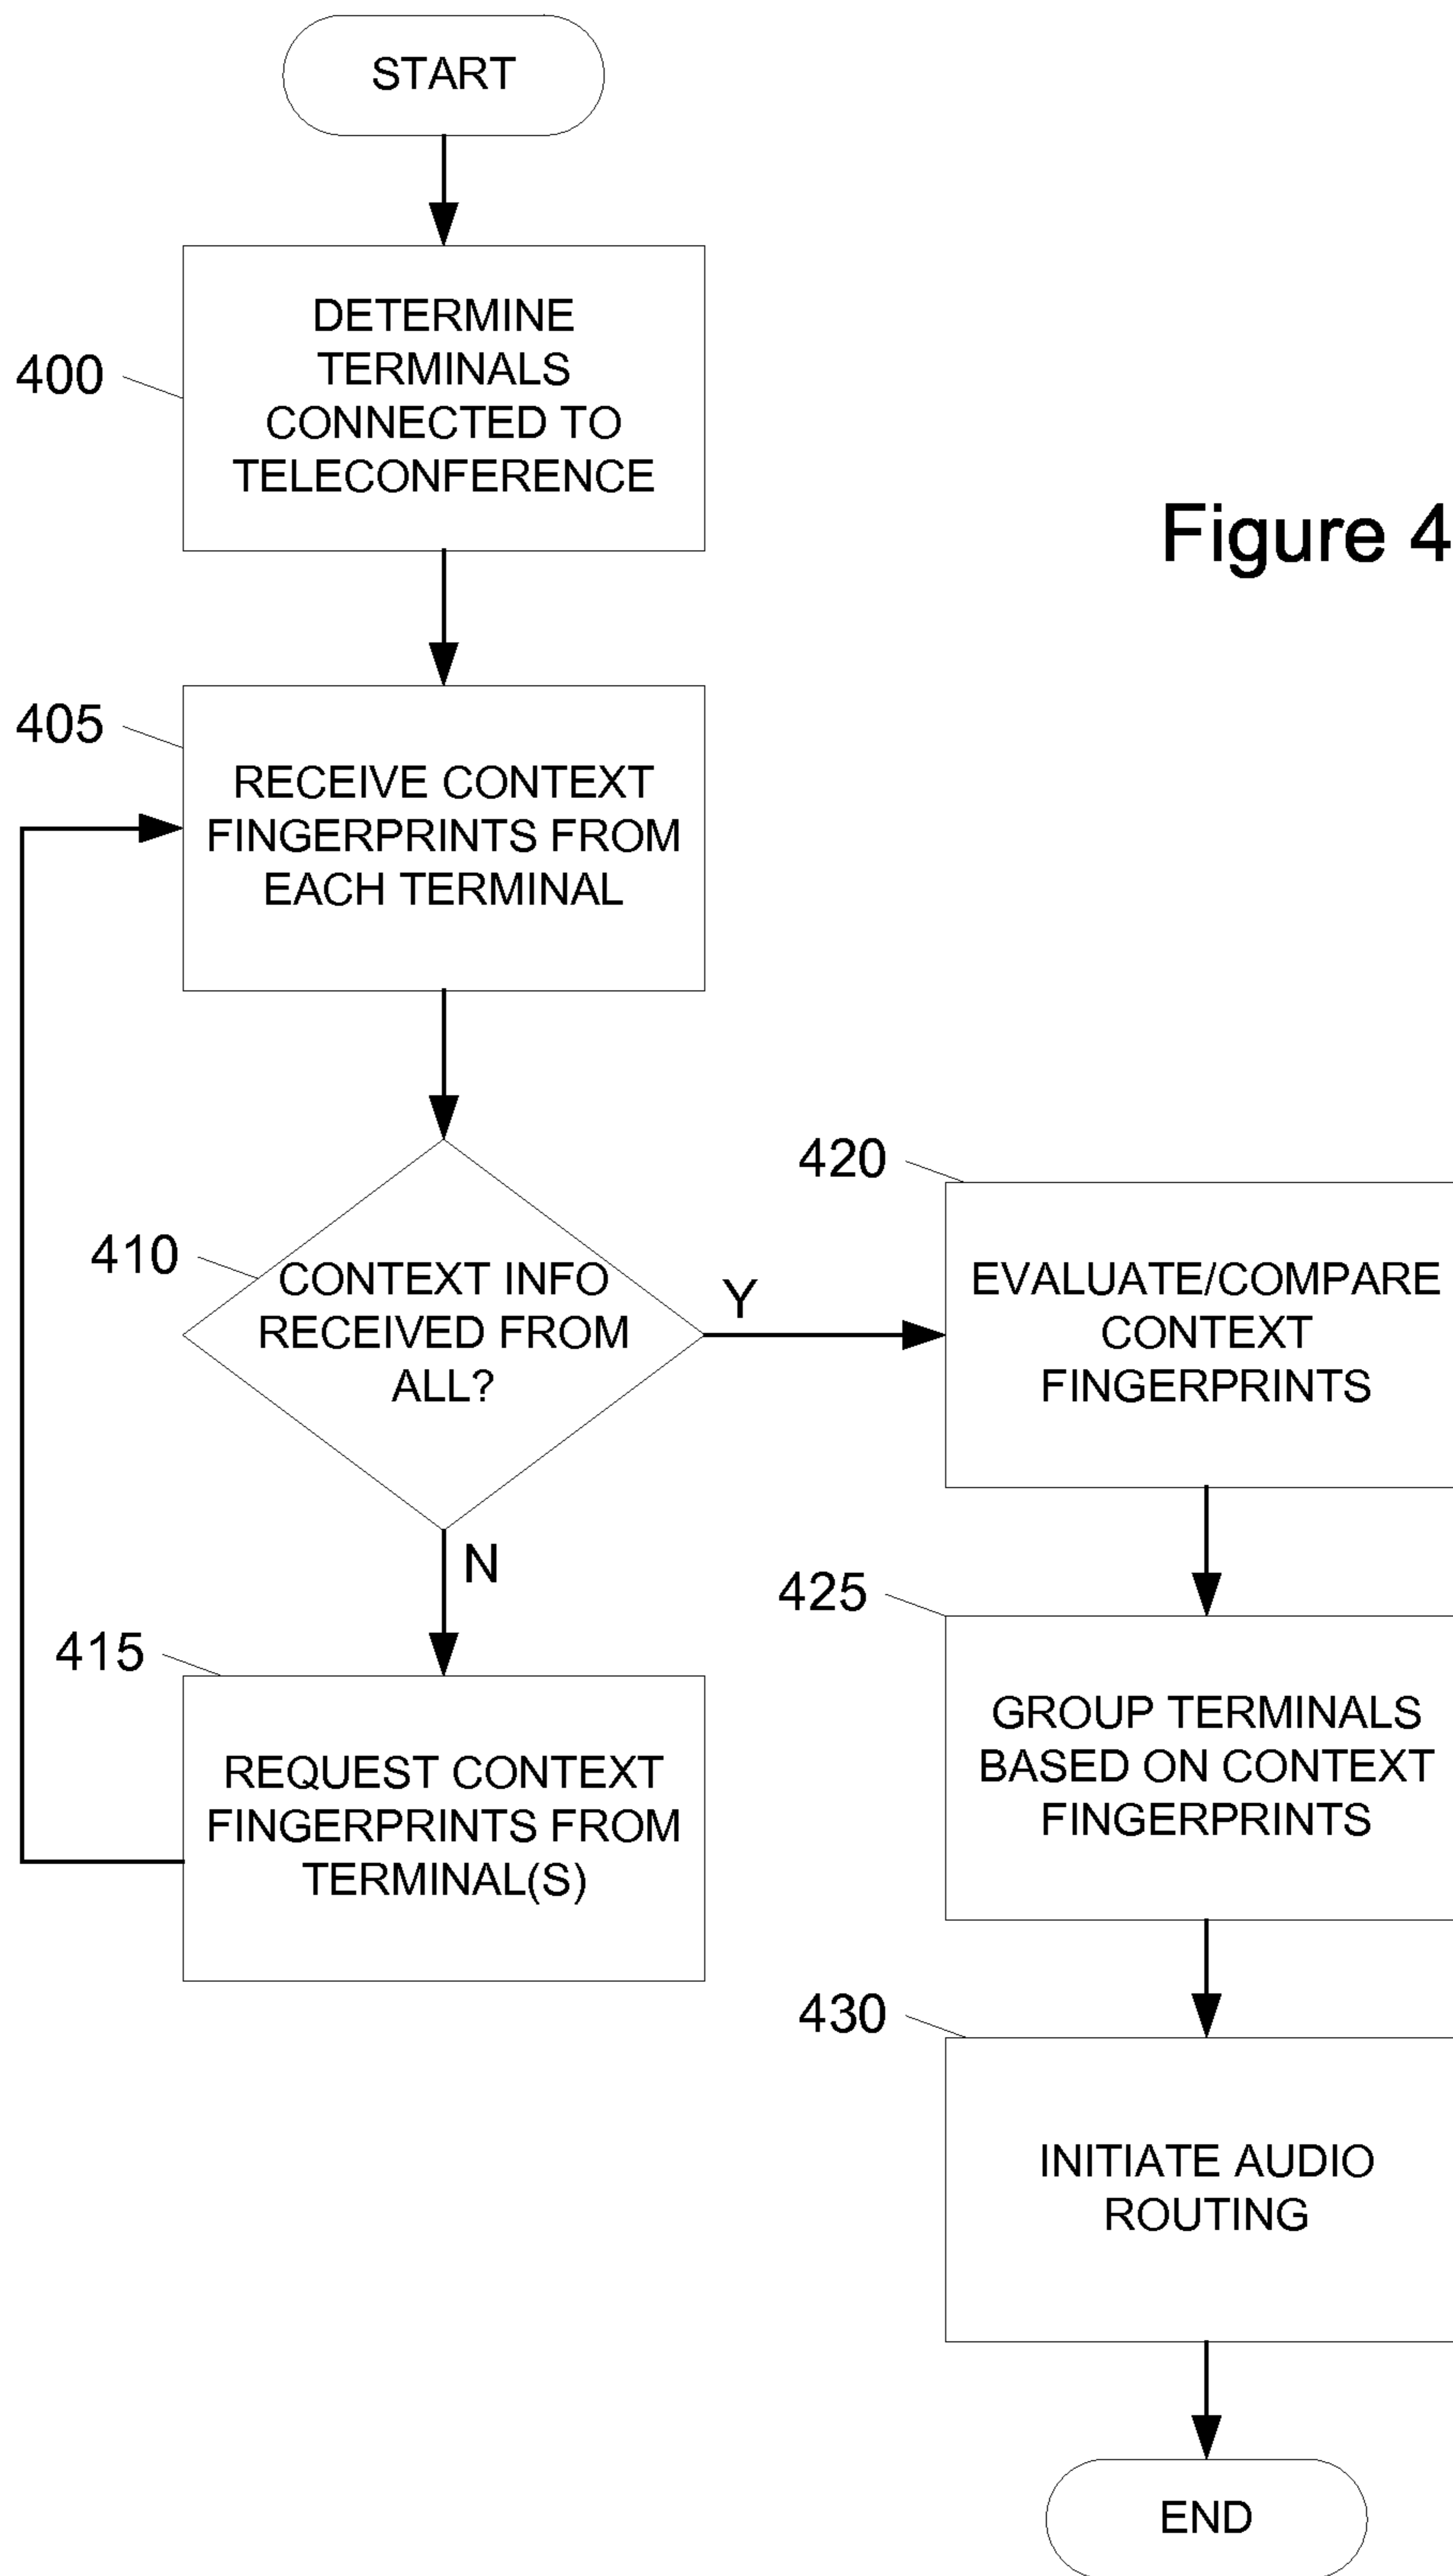 START
400
DETERMINE
TERMINALS
CONNECTED TO
TELECONFERENCE
Figure 4
405
RECEIVE CONTEXT
FINGERPRINTS FROM
EACH TERMINAL
410
CONTEXT INFO
RECEIVED FROM
ALL?
Y
N
415
REQUEST CONTEXT
FINGERPRINTS FROM
TERMINAL(S)
420
EVALUATE/COMPARE
CONTEXT
FINGERPRINTS
425
GROUP TERMINALS
BASED ON CONTEXT
FINGERPRINTS
430
INITIATE AUDIO
ROUTING
END